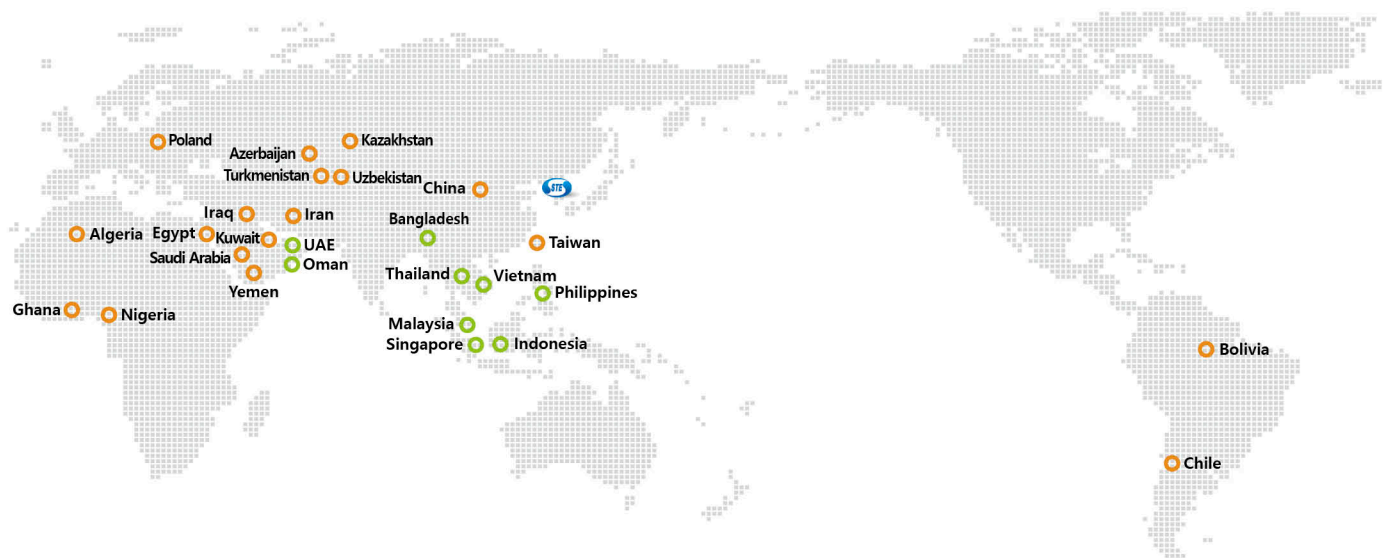 Poland
Kazakhstan
Azerbaijan
Turkmenistan
Uzbekistan
China
STE
Iraq
Iran
Bangladesh
Algeria
Egypt
Kuwait
UAE
Taiwan
Saudi Arabia
Oman
Thailand
Vietnam
Yemen
Philippines
Ghana
Nigeria
Malaysia
Singapore
Indonesia
Bolivia
Chile